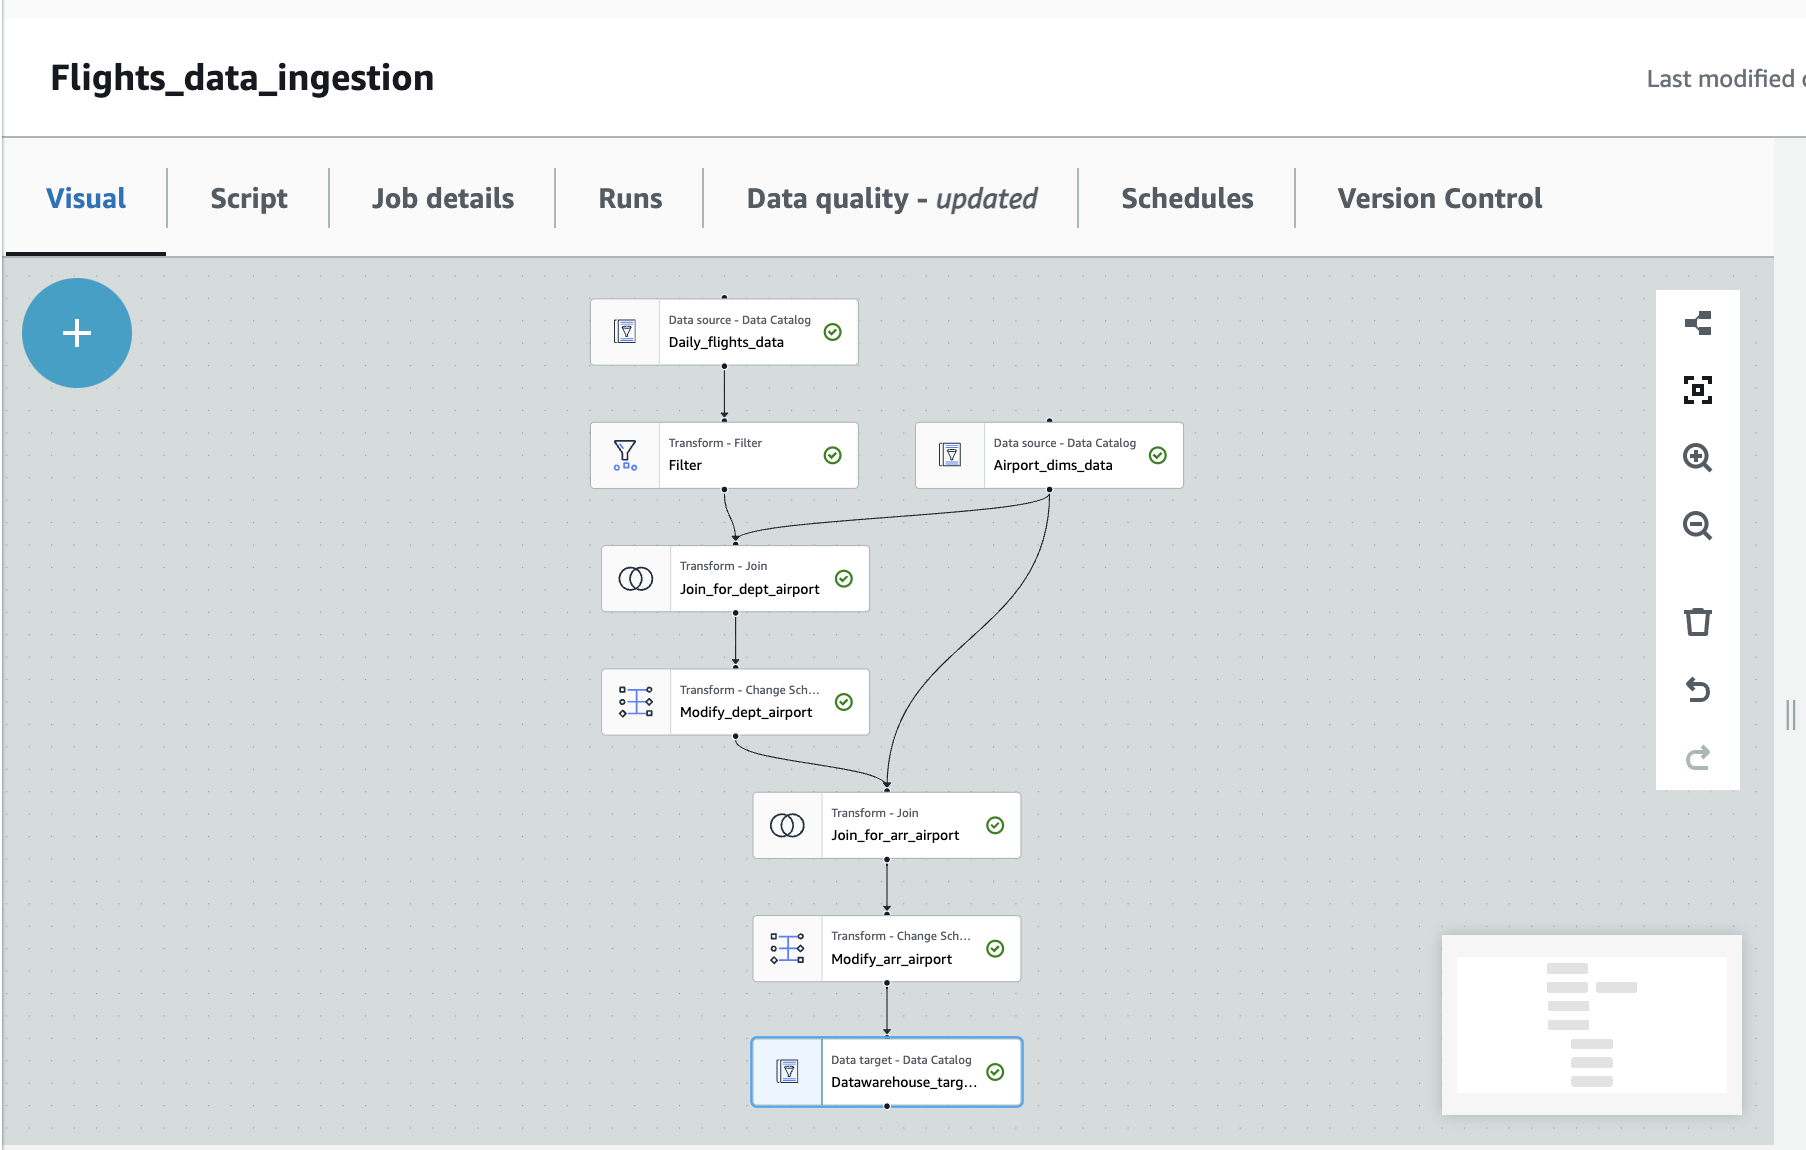 Flights_data_ingestion
Last modified
Visual
Script
Job details
Runs
Data quality - updated
Schedules
Version Control
Data source - Data Catalog
Daily_flights_data
Transform - Filter
Filter
Data source - Data Catalog
Airport_dims_data
Transform - Join
Join_for_dept_airport
Transform - Change Sch...
Modify_dept_airport
Transform - Join
Join_for_arr_airport
Transform - Change Sch...
Modify_arr_airport
Data target - Data Catalog
Datawarehouse_targ...